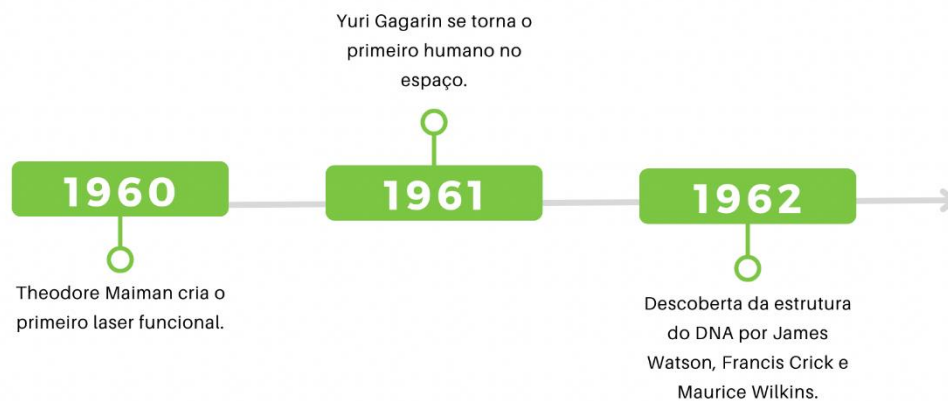 1960
Theodore Maiman cria o
primeiro laser funcional.
Yuri Gagarin se torna o
primeiro humano no
espaço.
1961
1962
Descoberta da estrutura
do DNA por James
Watson, Francis Crick e
Maurice Wilkins.